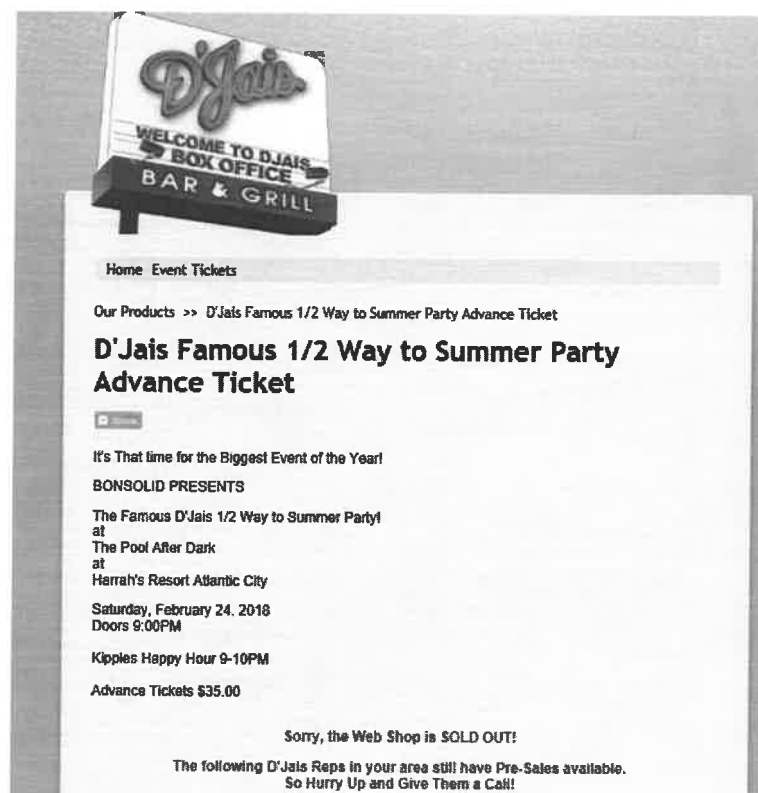 D'Jais
WELCOME TO DJAIS
BOX OFFICE
BAR & GRILL
Home Event Tickets
Our Products >> D'Jais Famous 1/2 Way to Summer Party Advance Ticket
D'Jais Famous 1/2 Way to Summer Party
Advance Ticket
Share
It's That time for the Biggest Event of the Year!
BONSOLID PRESENTS
The Famous D'Jais 1/2 Way to Summer Party!
at
The Pool After Dark
at
Harrah's Resort Atlantic City
Saturday, February 24. 2018
Doors 9:00PM
Kipples Happy Hour 9-10PM
Advance Tickets $35.00
Sorry, the Web Shop is SOLD OUT!
The following D'Jais Reps in your area still have Pre-Sales available.
So Hurry Up and Give Them a Call!